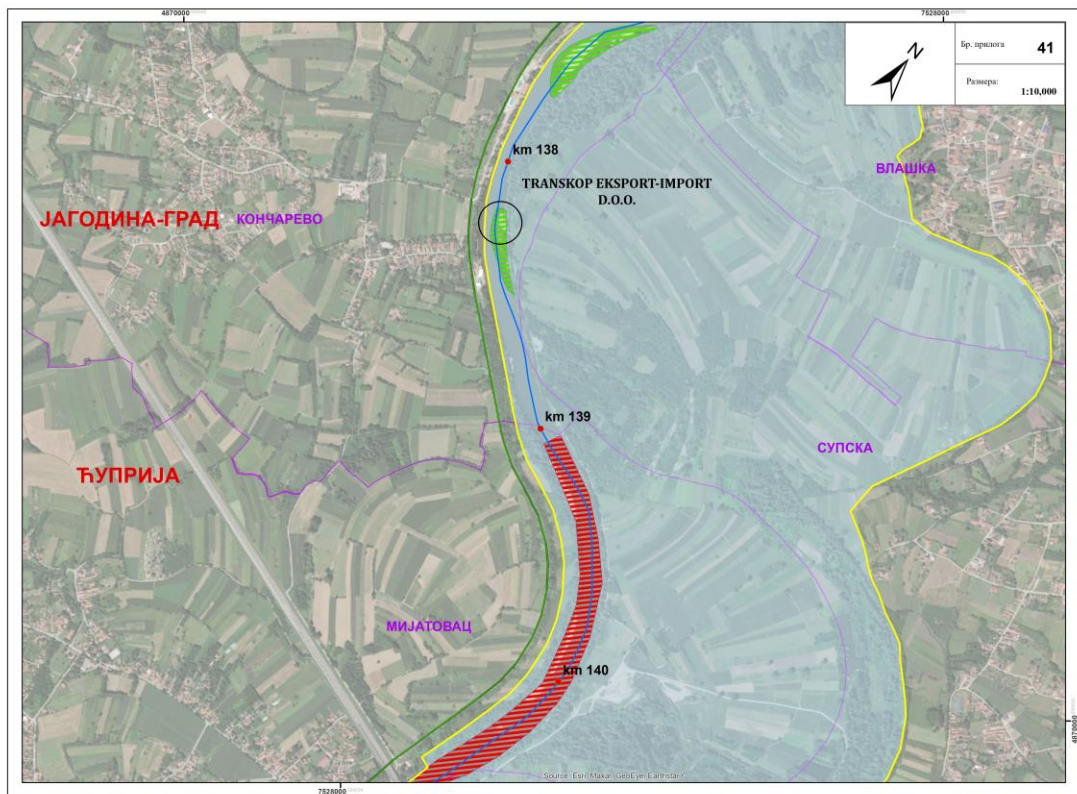 4870000
7528000
N
Бр. прилога 41
Размера: 1:10,000
km 138
ВЛАШКА
TRANSKOP EKSPORT-IMPORT
D.O.O.
ЈАГОДИНА-ГРАД
КОНЧАРЕВО
km 139
СУПСКА
ЋУПРИЈА
МИЈАТОВАЦ
km 140
4870000
Source: Esri, Maxar, GeoEye, Earthstar
7528000